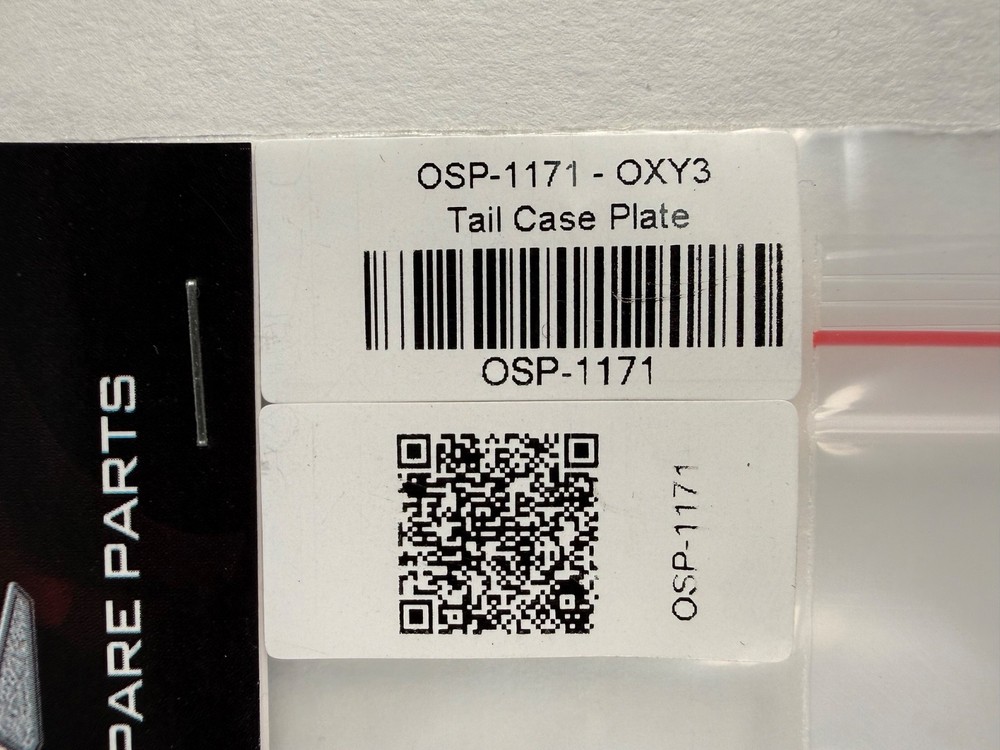 OSP-1171 - OXY3
Tail Case Plate
OSP-1171
OSP-1171
PARE PARTS